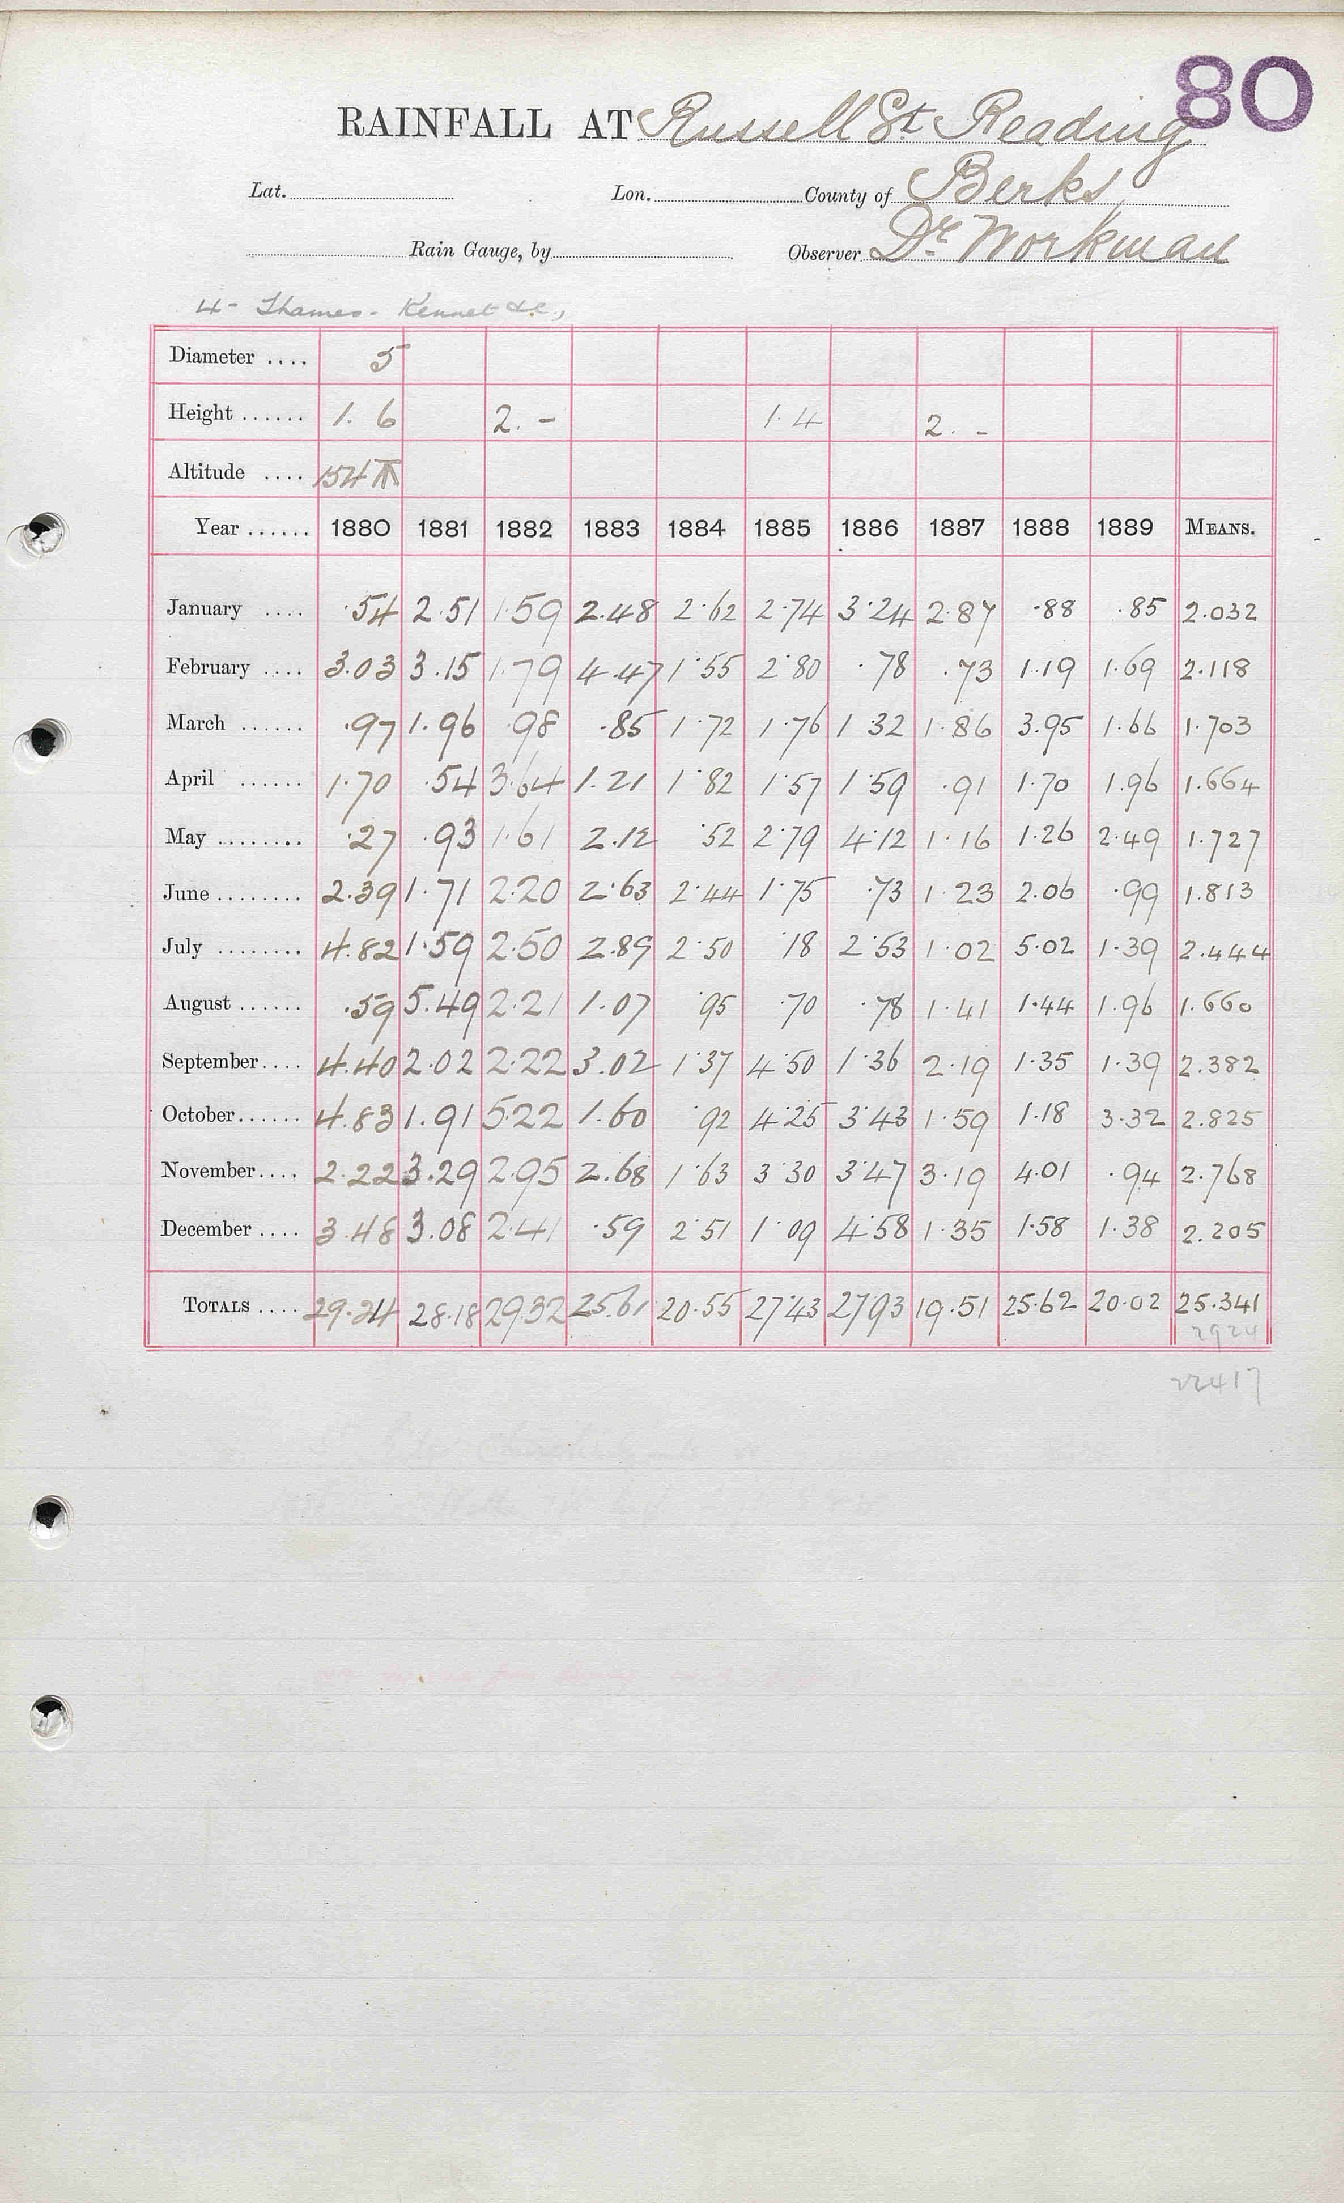 80
RAINFALL AT Russell St. Reading
Lat. Lon. County of Berks
Rain Gauge, by Observer Dr. Workman
4- Thames - Kennet &c,
Diameter .... 5
Height ...... 1. 6 2. - 1. 4 2. -
Altitude .... 154
Year ...... 1880 1881 1882 1883 1884 1885 1886 1887 1888 1889 MEANS.
January .... .54 2.51 1.59 2.48 2.62 2.74 3.24 2.87 .88 .85 2.032
February .... 3.03 3.15 1.79 4.47 1.55 2.80 .78 .73 1.19 1.69 2.118
March ...... .97 1.96 .98 .85 1.72 1.76 1.32 1.86 3.95 1.66 1.703
April ...... 1.70 .54 3.64 1.21 1.82 1.57 1.59 .91 1.70 1.96 1.664
May ........ .27 .93 1.61 2.12 .52 2.79 4.12 1.16 1.26 2.49 1.727
June ........ 2.39 1.71 2.20 2.63 2.44 1.75 .73 1.23 2.06 .99 1.813
July ........ 4.82 1.59 2.50 2.89 2.50 .18 2.53 1.02 5.02 1.39 2.444
August ...... .59 5.49 2.21 1.07 .95 .70 .78 1.41 1.44 1.96 1.660
September .... 4.40 2.02 2.22 3.02 1.37 4.50 1.36 2.19 1.35 1.39 2.382
October ...... 4.83 1.91 5.22 1.60 .92 4.25 3.43 1.59 1.18 3.32 2.825
November .... 2.22 3.29 2.95 2.68 1.63 3.30 3.47 3.19 4.01 .94 2.768
December .... 3.48 3.08 2.41 .59 2.51 1.09 4.58 1.35 1.58 1.38 2.205
TOTALS .... 29.24 28.18 29.32 25.61 20.55 27.43 27.93 19.51 25.62 20.02 25.341
2924
22417